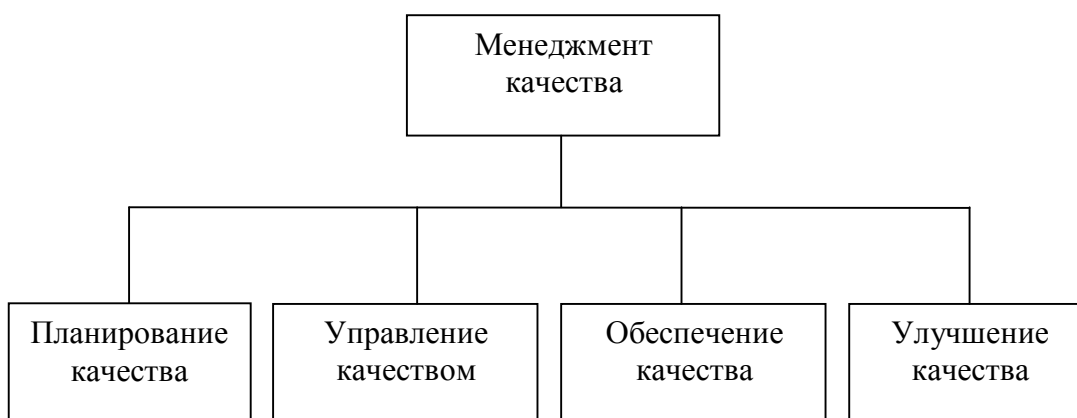 Менеджмент
качества
Планирование
качества
Управление
качеством
Обеспечение
качества
Улучшение
качества